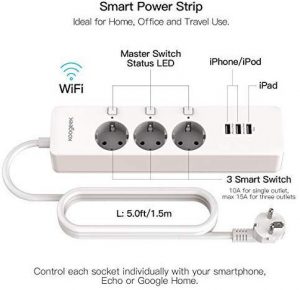 Smart Power Strip
Ideal for Home, Office and Travel Use.
Master Switch
Status LED
iPhone/iPod
iPad
WiFi
koogeek
3 Smart Switch
10A for single outlet,
max 15A for three outlets
L: 5.0ft/1.5m
Control each socket individually with your smartphone,
Echo or Google Home.